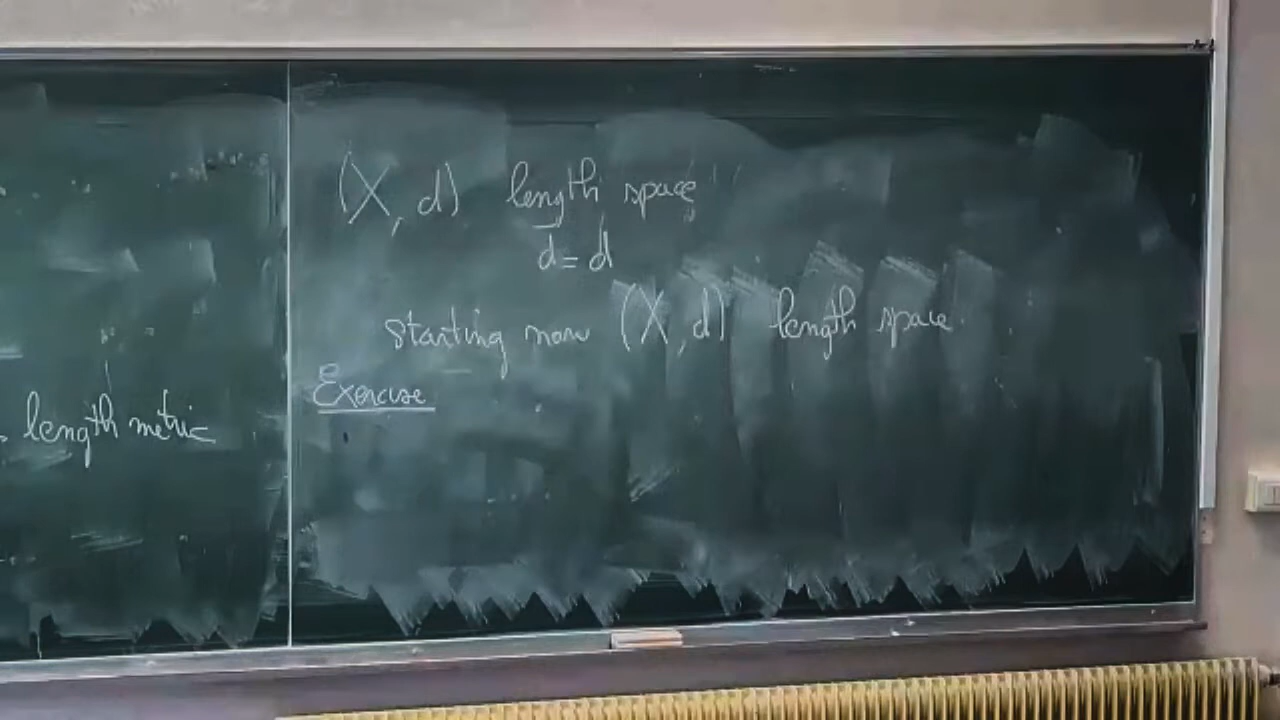 length metric
(X, d) length space
d = d̄
starting now (X, d) length space
Exercise